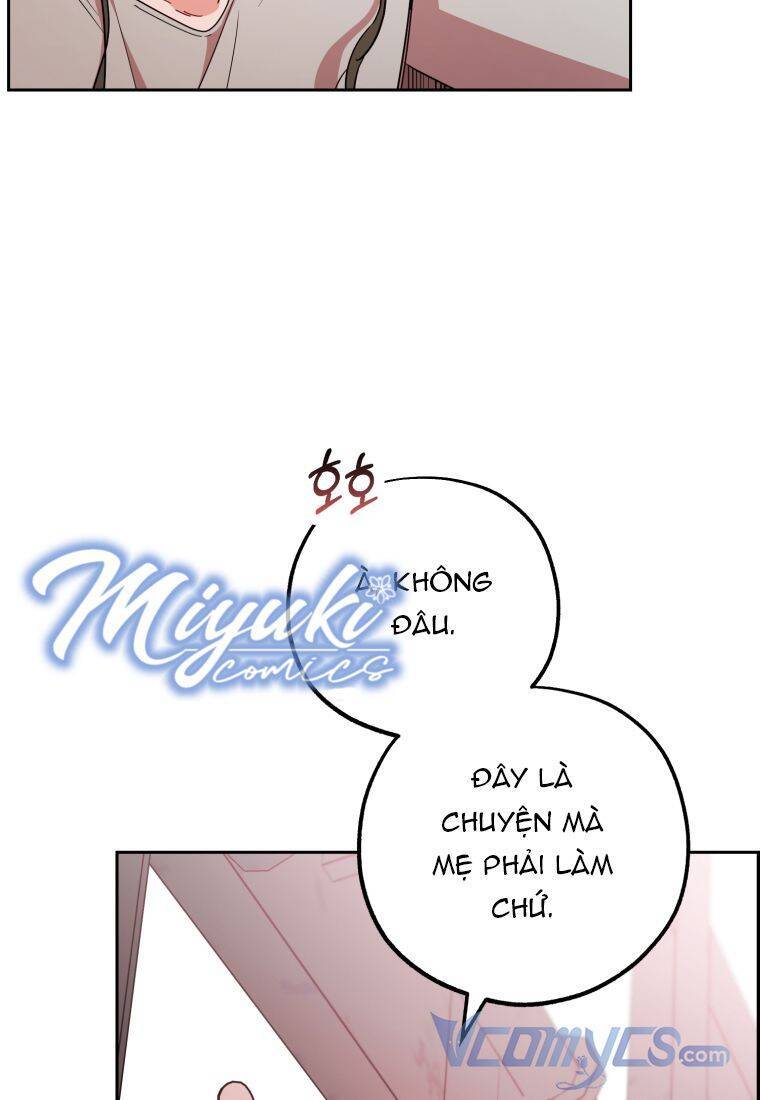 호호
À, KHÔNG
ĐÂU.
Miyuki
comics
ĐÂY LÀ
CHUYỆN MÀ
MẸ PHẢI LÀM
CHỨ.
VCOMYCS.com